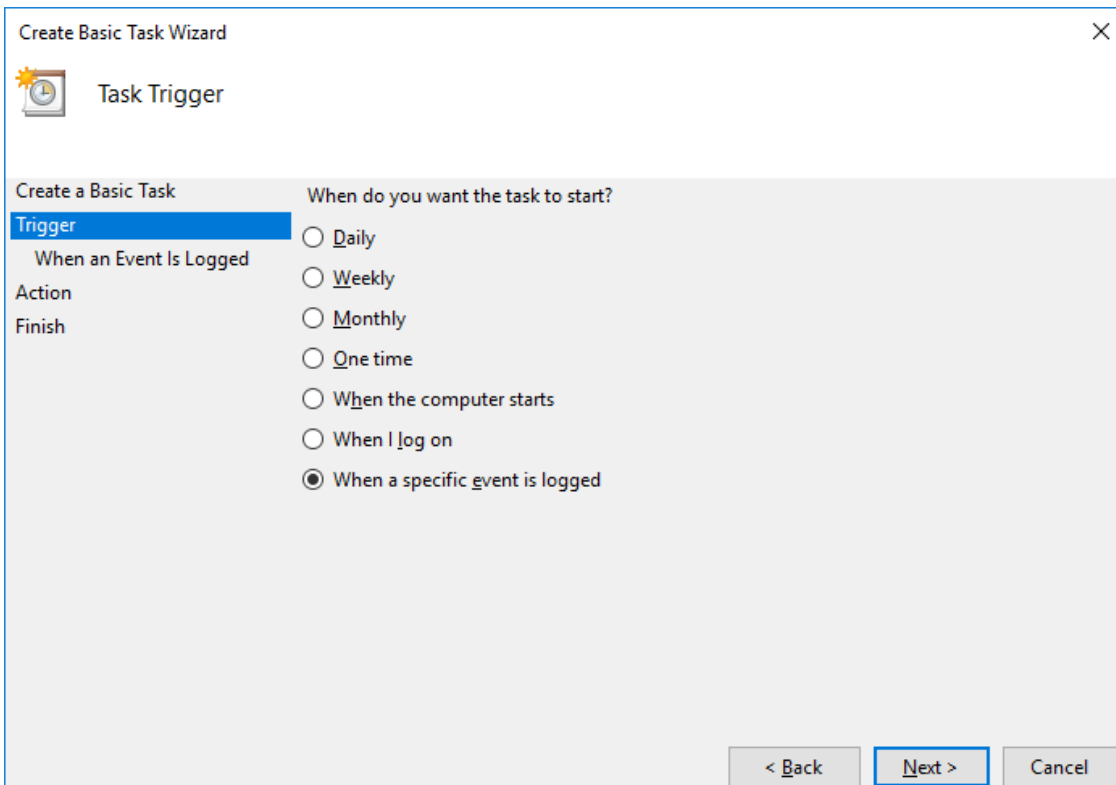 Create Basic Task Wizard
Task Trigger
Create a Basic Task
Trigger
When an Event Is Logged
Action
Finish
When do you want the task to start?
Daily
Weekly
Monthly
One time
When the computer starts
When I log on
When a specific event is logged
< Back
Next >
Cancel